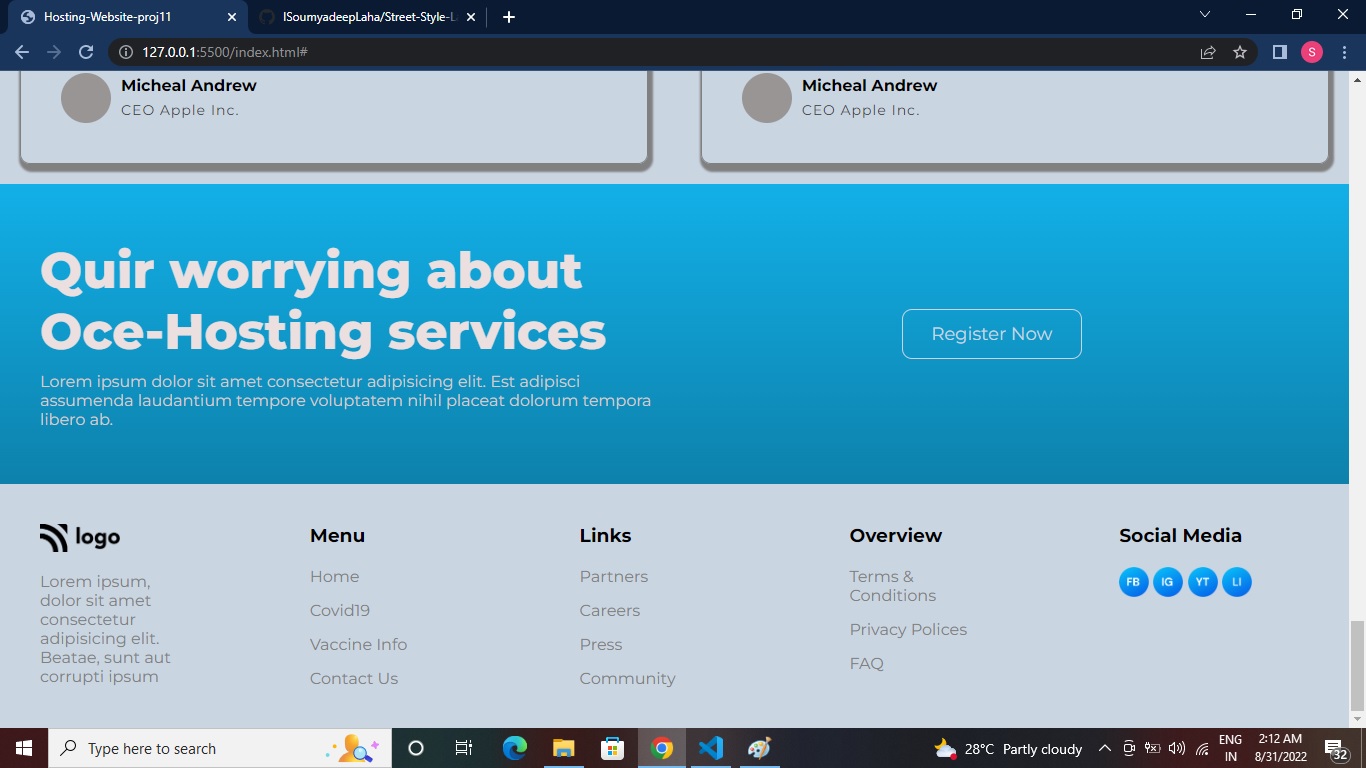 Hosting-Website-proj11
ISoumyadeepLaha/Street-Style-L
127.0.0.1:5500/index.html#
S
Micheal Andrew
CEO Apple Inc.
Micheal Andrew
CEO Apple Inc.
Quir worrying about
Oce-Hosting services
Lorem ipsum dolor sit amet consectetur adipisicing elit. Est adipisci
assumenda laudantium tempore voluptatem nihil placeat dolorum tempora
libero ab.
Register Now
logo
Lorem ipsum,
dolor sit amet
consectetur
adipisicing elit.
Beatae, sunt aut
corrupti ipsum
Menu
Home
Covid19
Vaccine Info
Contact Us
Links
Partners
Careers
Press
Community
Overview
Terms &
Conditions
Privacy Polices
FAQ
Social Media
FB IG YT LI
Type here to search
28°C Partly cloudy
ENG
IN
2:12 AM
8/31/2022
32